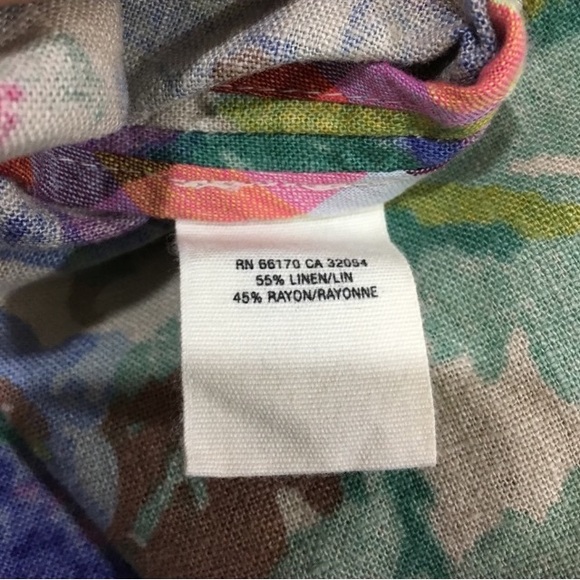 RN 66170 CA 32094
55% LINEN/LIN
45% RAYON/RAYONNE